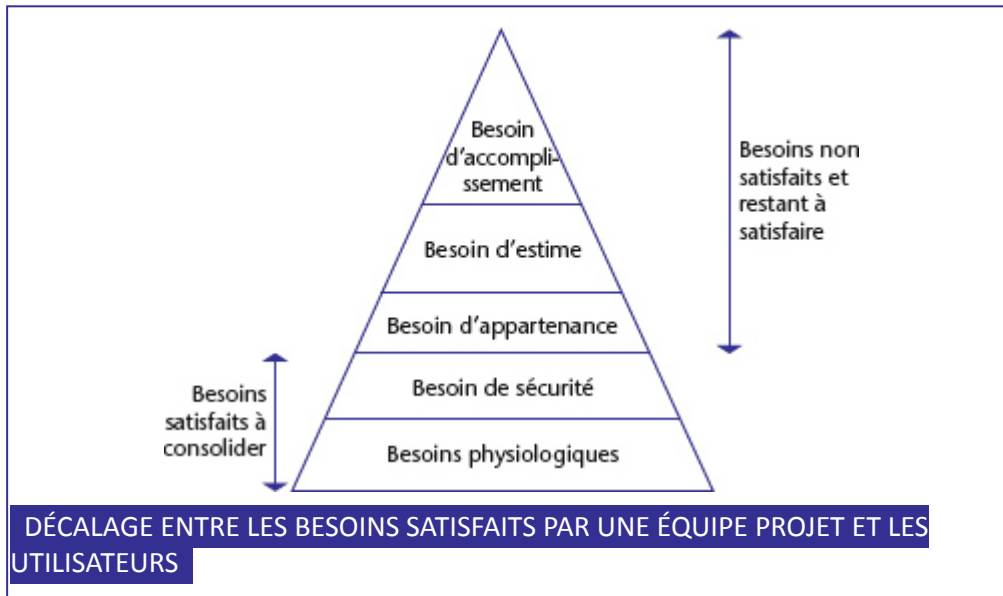 Besoin
d'accompli-
ssement
Besoins non
satisfaits et
restant à
satisfaire
Besoin d'estime
Besoin d'appartenance
Besoins
satisfaits à
consolider
Besoin de sécurité
Besoins physiologiques
DÉCALAGE ENTRE LES BESOINS SATISFAITS PAR UNE ÉQUIPE PROJET ET LES
UTILISATEURS